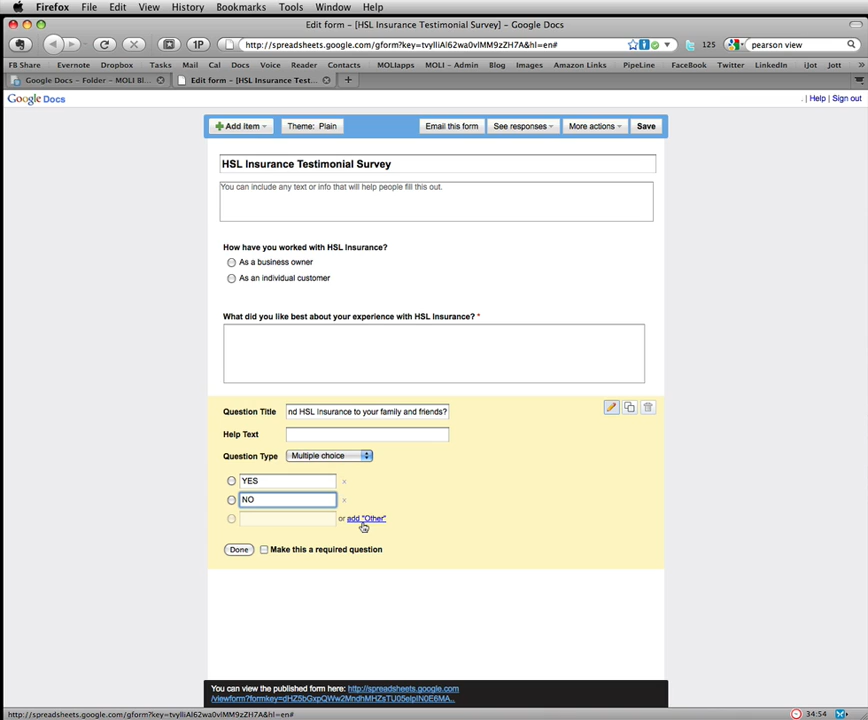 Firefox File Edit View History Bookmarks Tools Window Help
Edit form - [HSL Insurance Testimonial Survey] - Google Docs
1P http://spreadsheets.google.com/gform?key=tvylliAl62wa0vlMM9zZH7A&hl=en# 125 pearson view
FB Share Evernote Dropbox Tasks Mail Cal Docs Voice Reader Contacts MOLIapps MOLI - Admin Blog Images Amazon Links PipeLine FaceBook Twitter LinkedIn iJot Jott »
Google Docs - Folder - MOLI Bl... Edit form - [HSL Insurance Test... +
Google Docs . | Help | Sign out
Add Item Theme: Plain Email this form See responses More actions Save
HSL Insurance Testimonial Survey
You can include any text or info that will help people fill this out.
How have you worked with HSL Insurance?
As a business owner
As an individual customer
What did you like best about your experience with HSL Insurance? *
Question Title nd HSL Insurance to your family and friends?
Help Text
Question Type Multiple choice
YES x
NO x
or add "Other"
Done Make this a required question
You can view the published form here: http://spreadsheets.google.com
http://spreadsheets.google.com/gform?key=tvylliAl62wa0vlMM9zZH7A&hl=en# 34:54